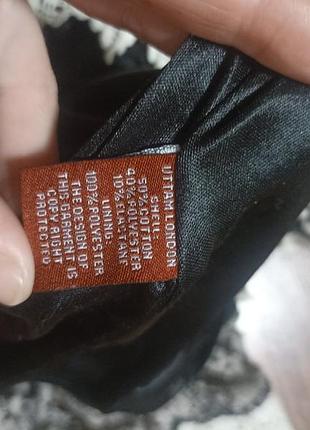 UTTAM LONDON
SHELL:
50% COTTON
40% POLYESTER
10% ELASTANE
LINING:
100% POLYESTER
THE DESIGN OF
THIS GARMENT IS
COPY RIGHT
PROTECTED